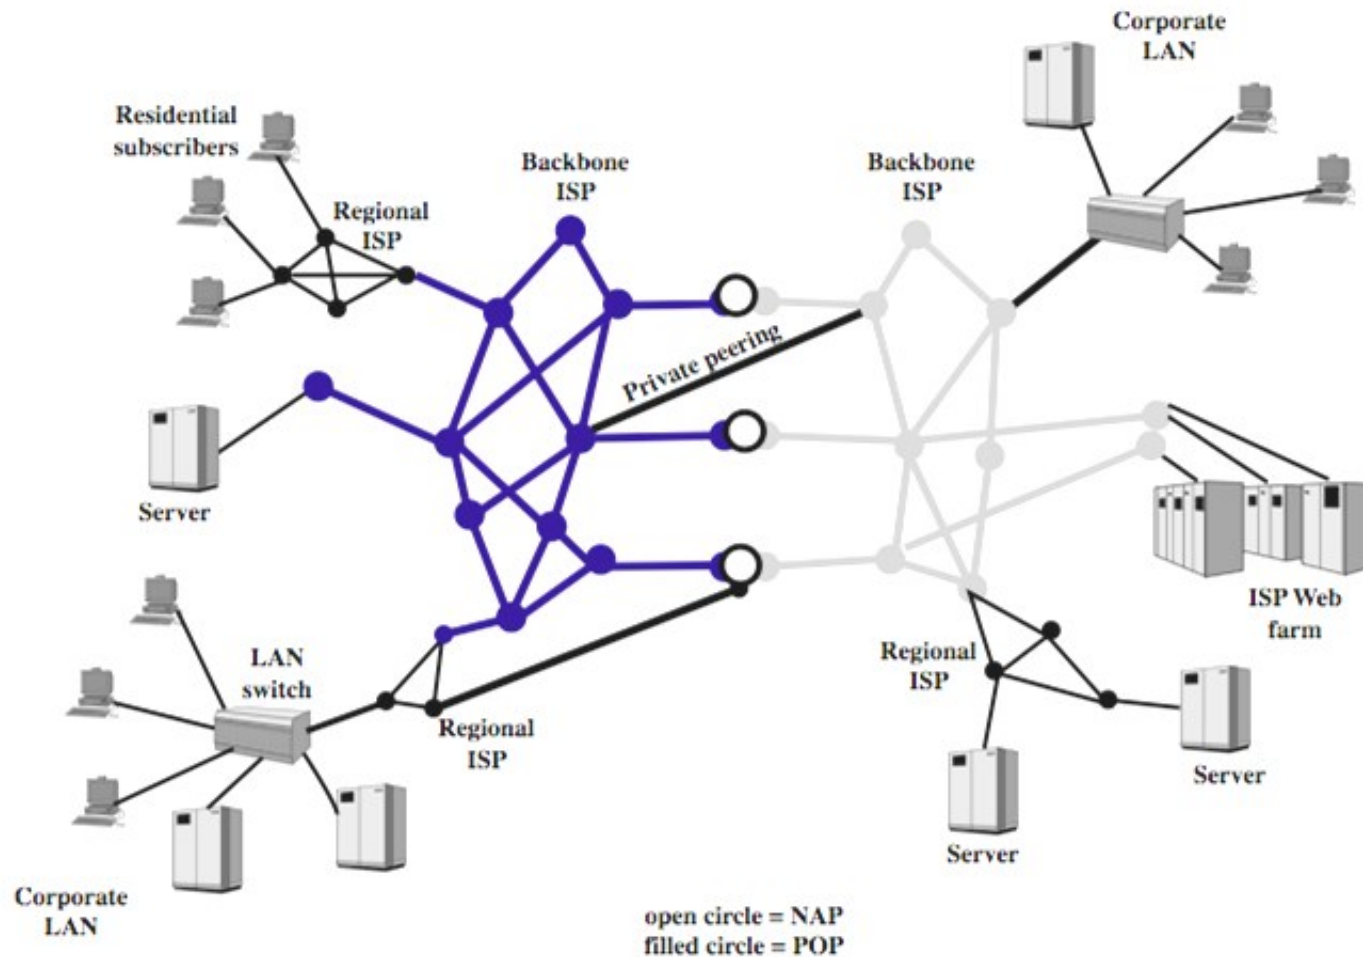 Corporate
LAN
Residential
subscribers
Backbone
ISP
Backbone
ISP
Regional
ISP
Private peering
Server
ISP Web
farm
LAN
switch
Regional
ISP
Regional
ISP
Server
Server
Corporate
LAN
open circle = NAP
filled circle = POP